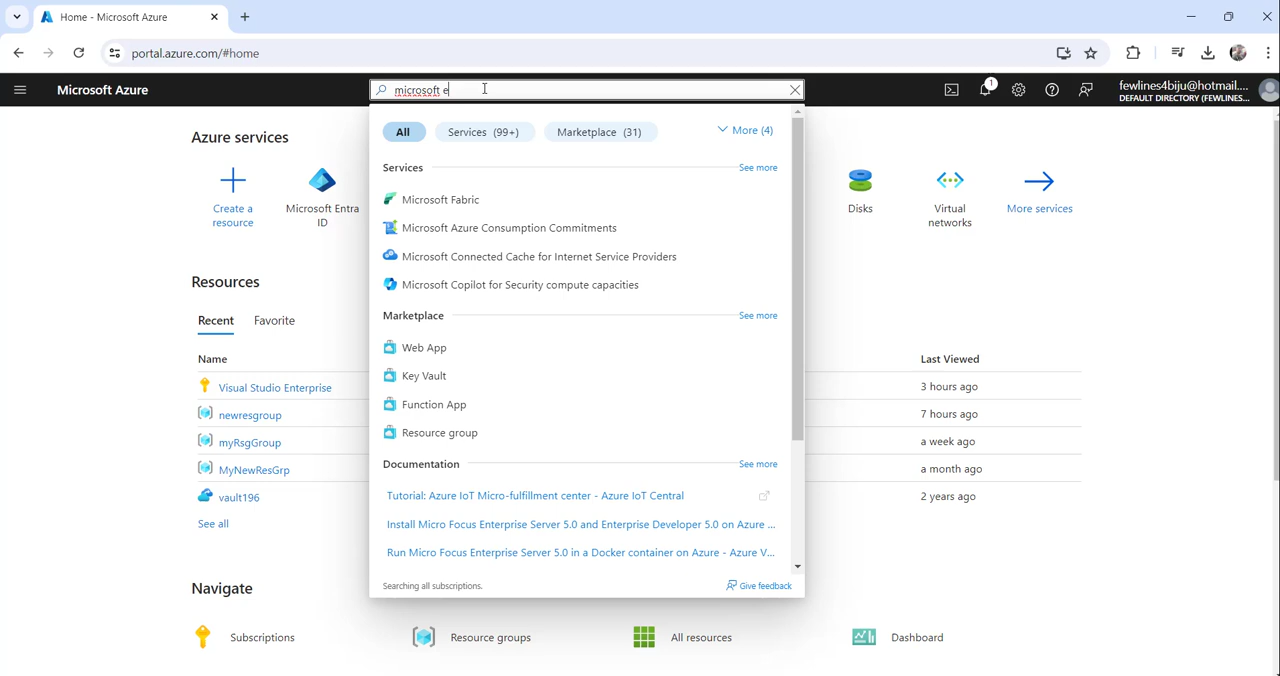 Home - Microsoft Azure
portal.azure.com/#home
Microsoft Azure
microsoft e
1
fewlines4biju@hotmail....
DEFAULT DIRECTORY (FEWLINES...
All
Services (99+)
Marketplace (31)
More (4)
Services
See more
Microsoft Fabric
Microsoft Azure Consumption Commitments
Microsoft Connected Cache for Internet Service Providers
Microsoft Copilot for Security compute capacities
Marketplace
See more
Web App
Key Vault
Function App
Resource group
Documentation
See more
Tutorial: Azure IoT Micro-fulfillment center - Azure IoT Central
Install Micro Focus Enterprise Server 5.0 and Enterprise Developer 5.0 on Azure ...
Run Micro Focus Enterprise Server 5.0 in a Docker container on Azure - Azure V...
Searching all subscriptions.
Give feedback
Azure services
Create a
resource
Microsoft Entra
ID
Disks
Virtual
networks
More services
Resources
Recent
Favorite
Name
Last Viewed
Visual Studio Enterprise
3 hours ago
newresgroup
7 hours ago
myRsgGroup
a week ago
MyNewResGrp
a month ago
vault196
2 years ago
See all
Navigate
Subscriptions
Resource groups
All resources
Dashboard